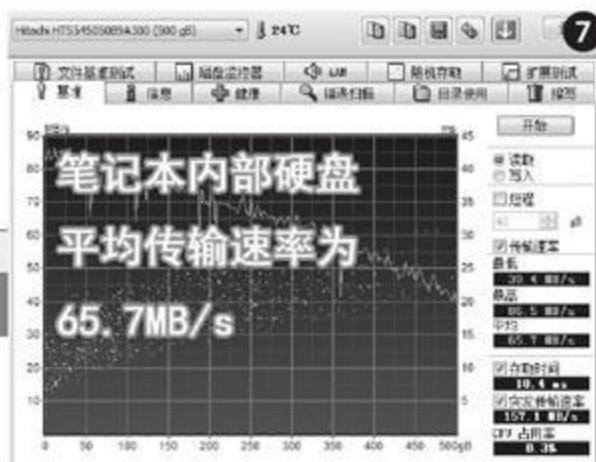 Hitachi HTS545050B9A300 (500 gB)
24℃
7
文件基准测试 磁盘监控器 AAM 随机存取 扩展测试
基准 信息 健康 错误扫描 目录使用 擦写
开始
读取
写入
短程
40 gB
传输速率
最低
30.4 MB/s
最高
86.5 MB/s
平均
65.7 MB/s
存取时间
18.4 ms
突发传输速率
157.1 MB/s
CPU 占用率
0.3%
90 MB/s ms 45
80 40
70 35
60 30
50 25
40 20
30 15
20 10
10 5
0 50 100 150 200 250 300 350 400 450 500gB
笔记本内部硬盘
平均传输速率为
65.7MB/s